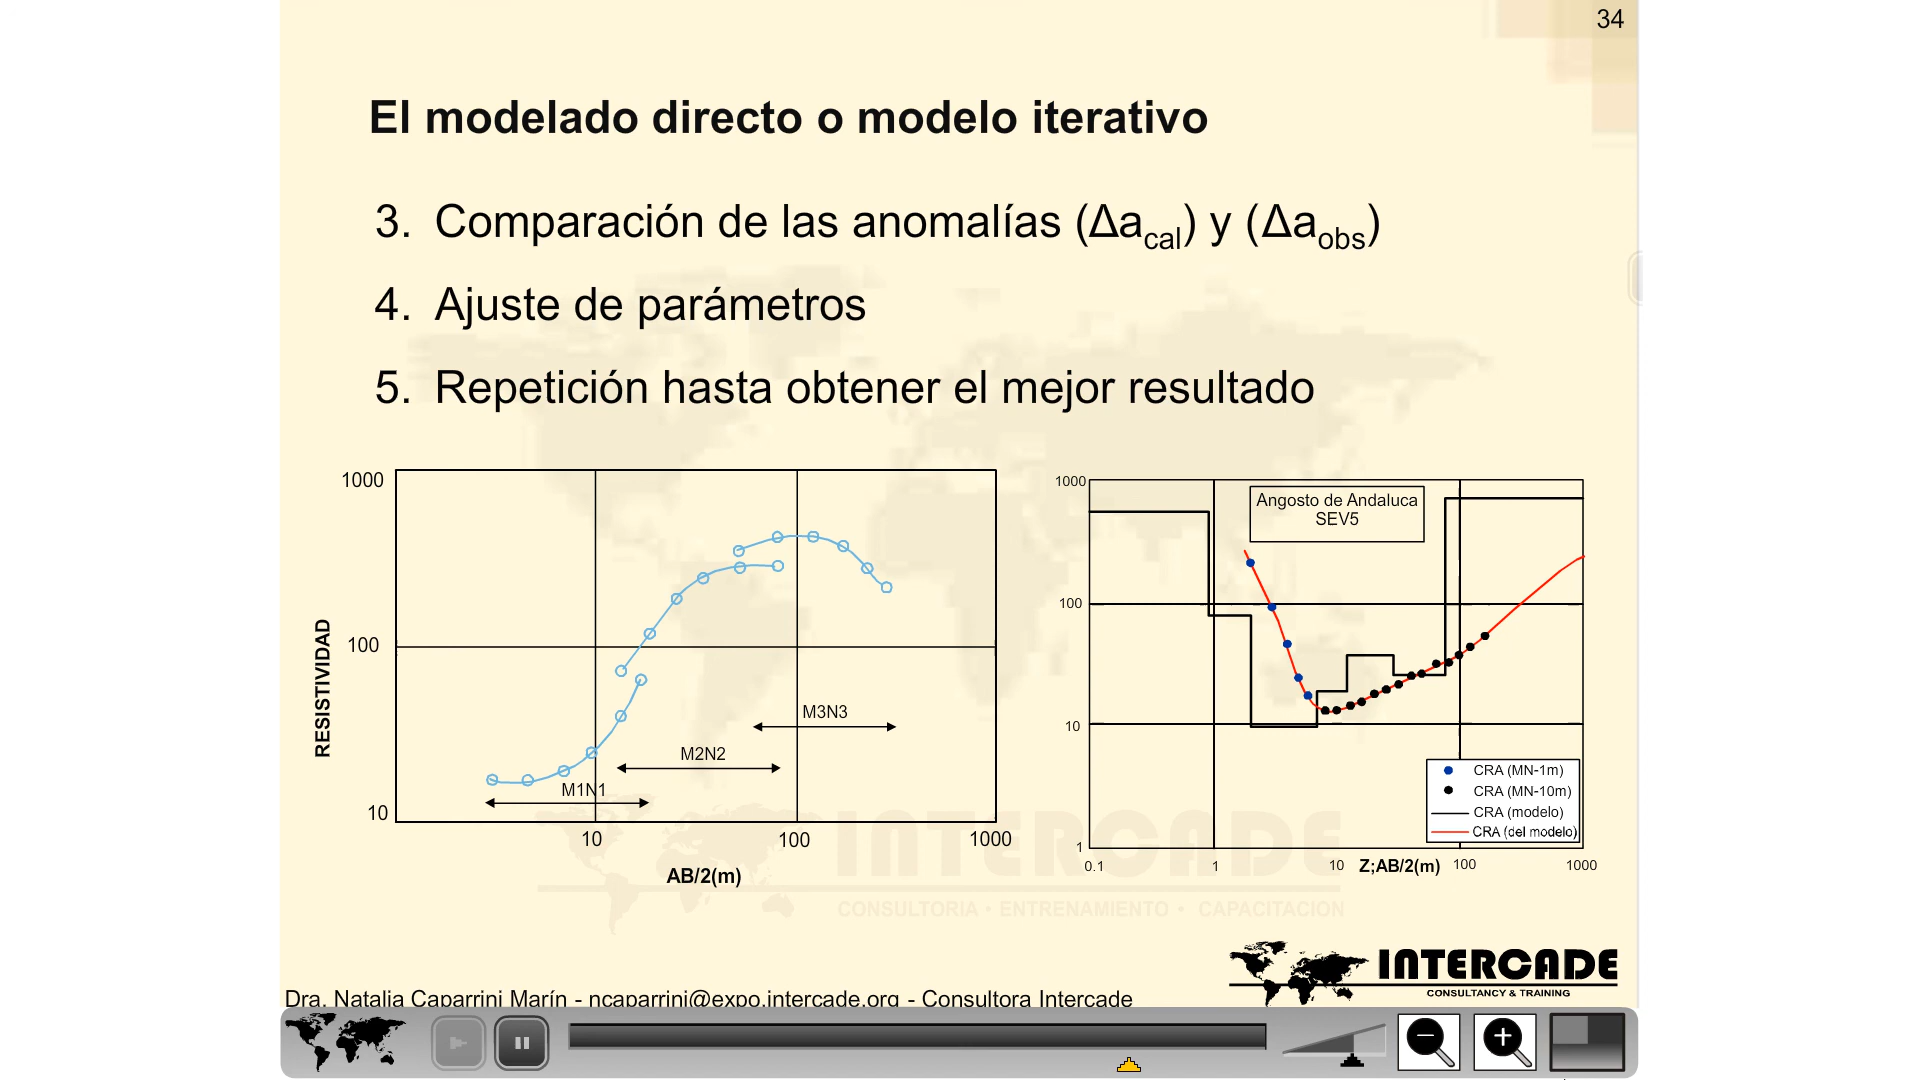 34
El modelado directo o modelo iterativo
3. Comparación de las anomalías (Δacal) y (Δaobs)
4. Ajuste de parámetros
5. Repetición hasta obtener el mejor resultado
RESISTIVIDAD
1000
100
10
M3N3
M2N2
M1N1
10 100 1000
AB/2(m)
1000
100
10
1
Angosto de Andaluca
SEV5
CRA (MN-1m)
CRA (MN-10m)
CRA (modelo)
CRA (del modelo)
0.1 1 10 Z;AB/2(m) 100 1000
INTERCADE
CONSULTORIA • ENTRENAMIENTO • CAPACITACION
INTERCADE
CONSULTANCY & TRAINING
Dra. Natalia Caparrini Marín - ncaparrini@expo.intercade.org - Consultora Intercade